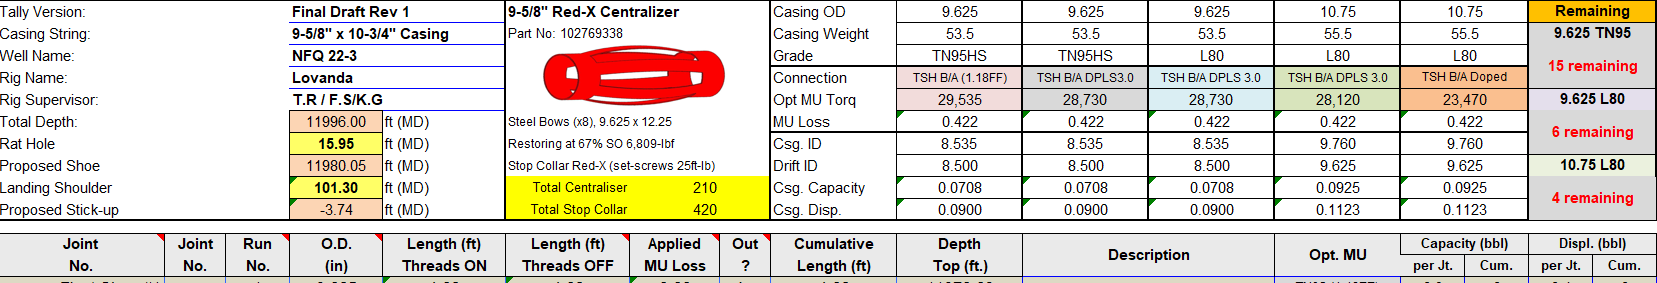 Tally Version: Final Draft Rev 1 9-5/8" Red-X Centralizer Casing OD 9.625 9.625 9.625 10.75 10.75 Remaining
Casing String: 9-5/8" x 10-3/4" Casing Part No: 102769338 Casing Weight 53.5 53.5 53.5 55.5 55.5 9.625 TN95
Well Name: NFQ 22-3 Grade TN95HS TN95HS L80 L80 L80
15 remaining
Rig Name: Lovanda Connection TSH B/A (1.18FF) TSH B/A DPLS3.0 TSH B/A DPLS 3.0 TSH B/A DPLS 3.0 TSH B/A Doped
Rig Supervisor: T.R / F.S/K.G Opt MU Torq 29,535 28,730 28,730 28,120 23,470 9.625 L80
Total Depth: 11996.00 ft (MD) Steel Bows (x8), 9.625 x 12.25 MU Loss 0.422 0.422 0.422 0.422 0.422
6 remaining
Rat Hole 15.95 ft (MD) Restoring at 67% SO 6,809-lbf Csg. ID 8.535 8.535 8.535 9.760 9.760
Proposed Shoe 11980.05 ft (MD) Stop Collar Red-X (set-screws 25ft-lb) Drift ID 8.500 8.500 8.500 9.625 9.625 10.75 L80
Landing Shoulder 101.30 ft (MD) Total Centraliser 210 Csg. Capacity 0.0708 0.0708 0.0708 0.0925 0.0925
4 remaining
Proposed Stick-up -3.74 ft (MD) Total Stop Collar 420 Csg. Disp. 0.0900 0.0900 0.0900 0.1123 0.1123
Joint Joint Run O.D. Length (ft) Length (ft) Applied Out Cumulative Depth Description Opt. MU Capacity (bbl) Displ. (bbl)
No. No. No. (in) Threads ON Threads OFF MU Loss ? Length (ft) Top (ft.) per Jt. Cum. per Jt. Cum.